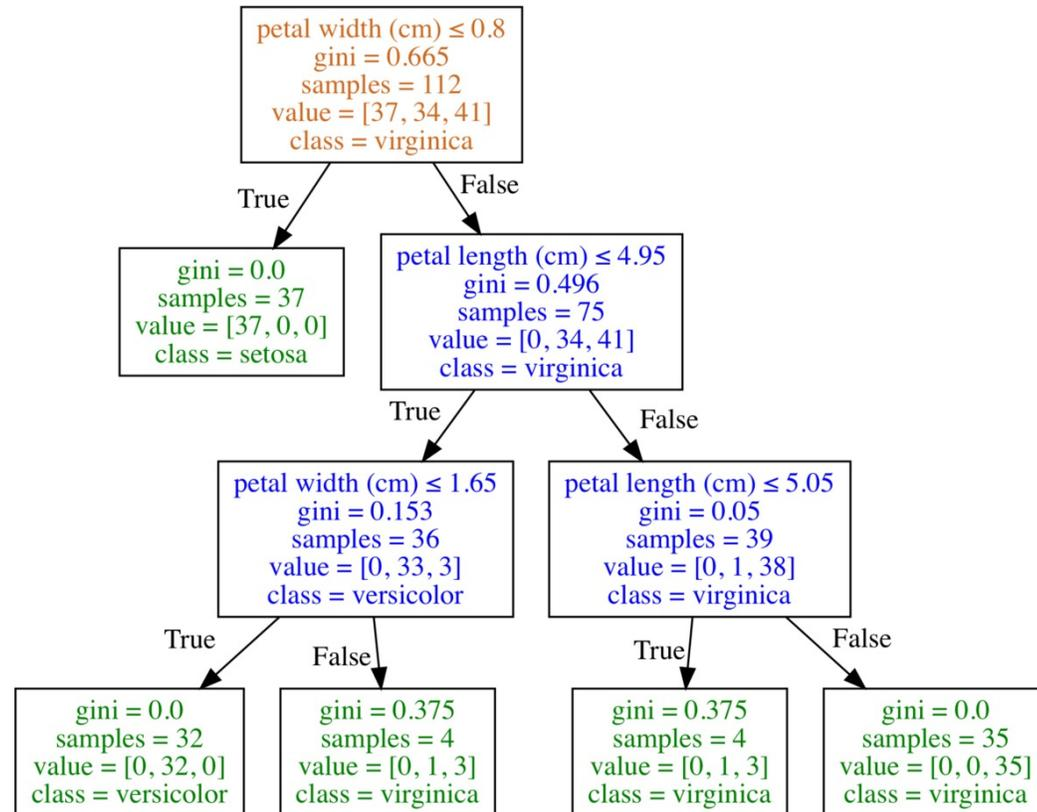 petal width (cm) ≤ 0.8
gini = 0.665
samples = 112
value = [37, 34, 41]
class = virginica
True
False
gini = 0.0
samples = 37
value = [37, 0, 0]
class = setosa
petal length (cm) ≤ 4.95
gini = 0.496
samples = 75
value = [0, 34, 41]
class = virginica
True
False
petal width (cm) ≤ 1.65
gini = 0.153
samples = 36
value = [0, 33, 3]
class = versicolor
petal length (cm) ≤ 5.05
gini = 0.05
samples = 39
value = [0, 1, 38]
class = virginica
True
False
True
False
gini = 0.0
samples = 32
value = [0, 32, 0]
class = versicolor
gini = 0.375
samples = 4
value = [0, 1, 3]
class = virginica
gini = 0.375
samples = 4
value = [0, 1, 3]
class = virginica
gini = 0.0
samples = 35
value = [0, 0, 35]
class = virginica